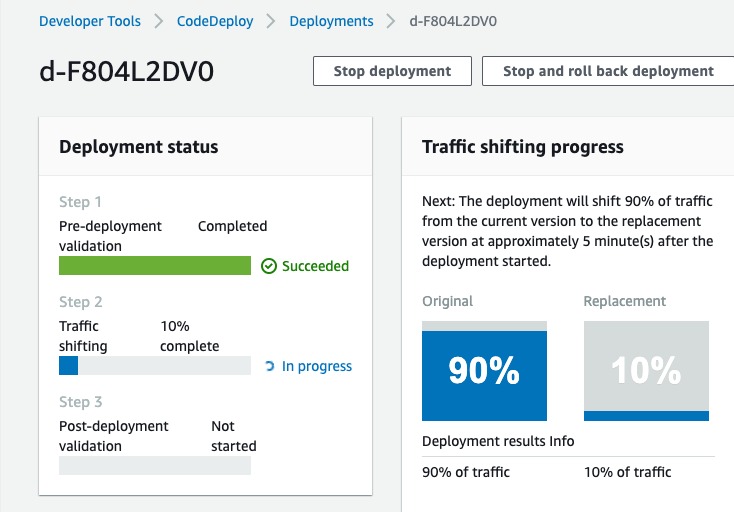 Developer Tools > CodeDeploy > Deployments > d-F804L2DV0
d-F804L2DV0
Stop deployment
Stop and roll back deployment
Deployment status
Step 1
Pre-deployment validation
Completed
Succeeded
Step 2
Traffic shifting
10% complete
In progress
Step 3
Post-deployment validation
Not started
Traffic shifting progress
Next: The deployment will shift 90% of traffic
from the current version to the replacement
version at approximately 5 minute(s) after the
deployment started.
Original
Replacement
90%
10%
Deployment results Info
90% of traffic
10% of traffic